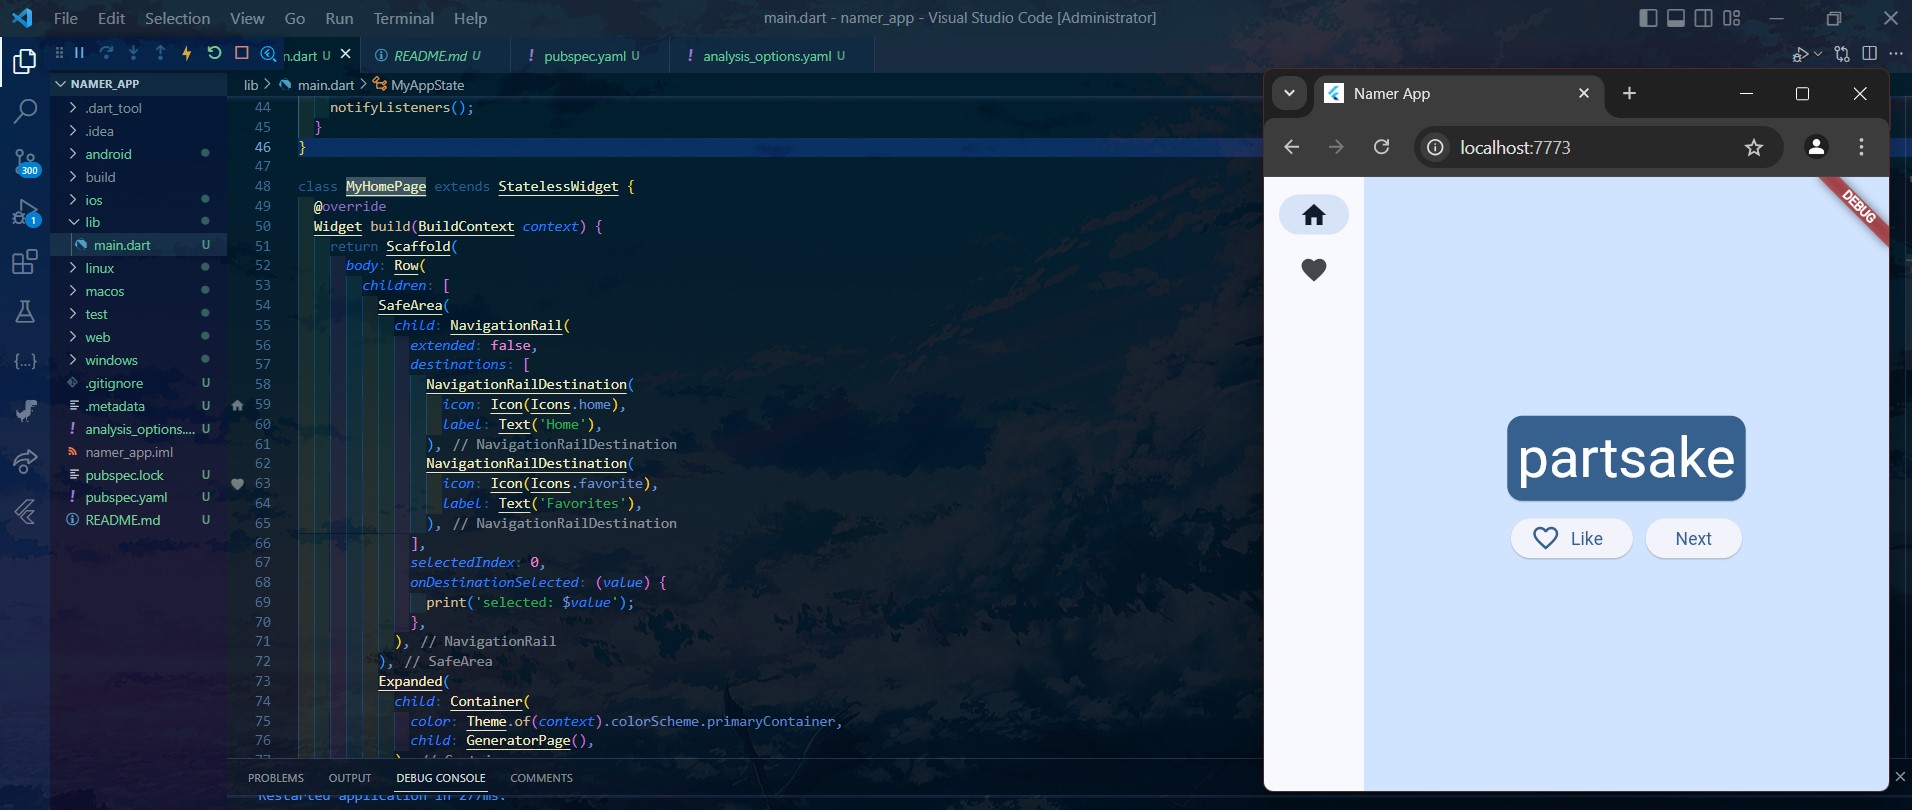 File Edit Selection View Go Run Terminal Help
main.dart - namer_app - Visual Studio Code [Administrator]
n.dart U
README.md U
! pubspec.yaml U
! analysis_options.yaml U
NAMER_APP
.dart_tool
.idea
android
build
ios
lib
main.dart U
linux
macos
test
web
windows
.gitignore U
.metadata U
! analysis_options.... U
namer_app.iml
pubspec.lock U
! pubspec.yaml U
README.md U
300
1
lib > main.dart > MyAppState
44 notifyListeners();
45 }
46 }
47
48 class MyHomePage extends StatelessWidget {
49 @override
50 Widget build(BuildContext context) {
51 return Scaffold(
52 body: Row(
53 children: [
54 SafeArea(
55 child: NavigationRail(
56 extended: false,
57 destinations: [
58 NavigationRailDestination(
59 icon: Icon(Icons.home),
60 label: Text('Home'),
61 ), // NavigationRailDestination
62 NavigationRailDestination(
63 icon: Icon(Icons.favorite),
64 label: Text('Favorites'),
65 ), // NavigationRailDestination
66 ],
67 selectedIndex: 0,
68 onDestinationSelected: (value) {
69 print('selected: $value');
70 },
71 ), // NavigationRail
72 ), // SafeArea
73 Expanded(
74 child: Container(
75 color: Theme.of(context).colorScheme.primaryContainer,
76 child: GeneratorPage(),
PROBLEMS OUTPUT DEBUG CONSOLE COMMENTS
Restarted application in 277ms.
Namer App
localhost:7773
DEBUG
partsake
Like
Next